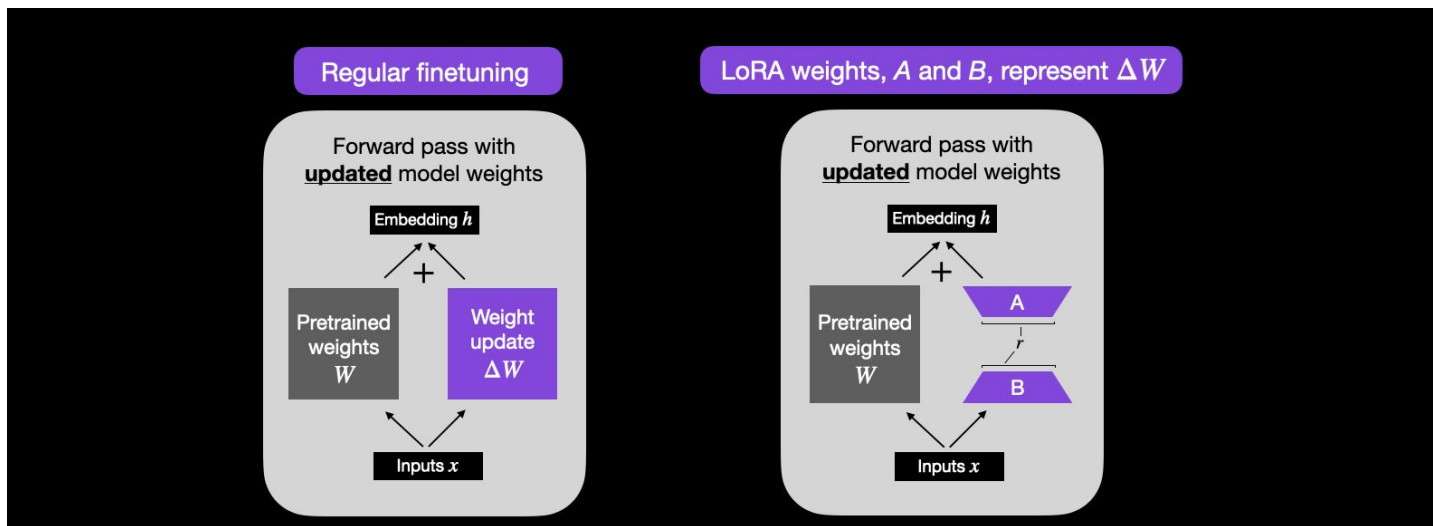 Regular finetuning
Forward pass with
updated model weights
Embedding h
+
Pretrained
weights
W
Weight
update
ΔW
Inputs x
LoRA weights, A and B, represent ΔW
Forward pass with
updated model weights
Embedding h
+
Pretrained
weights
W
A
r
B
Inputs x